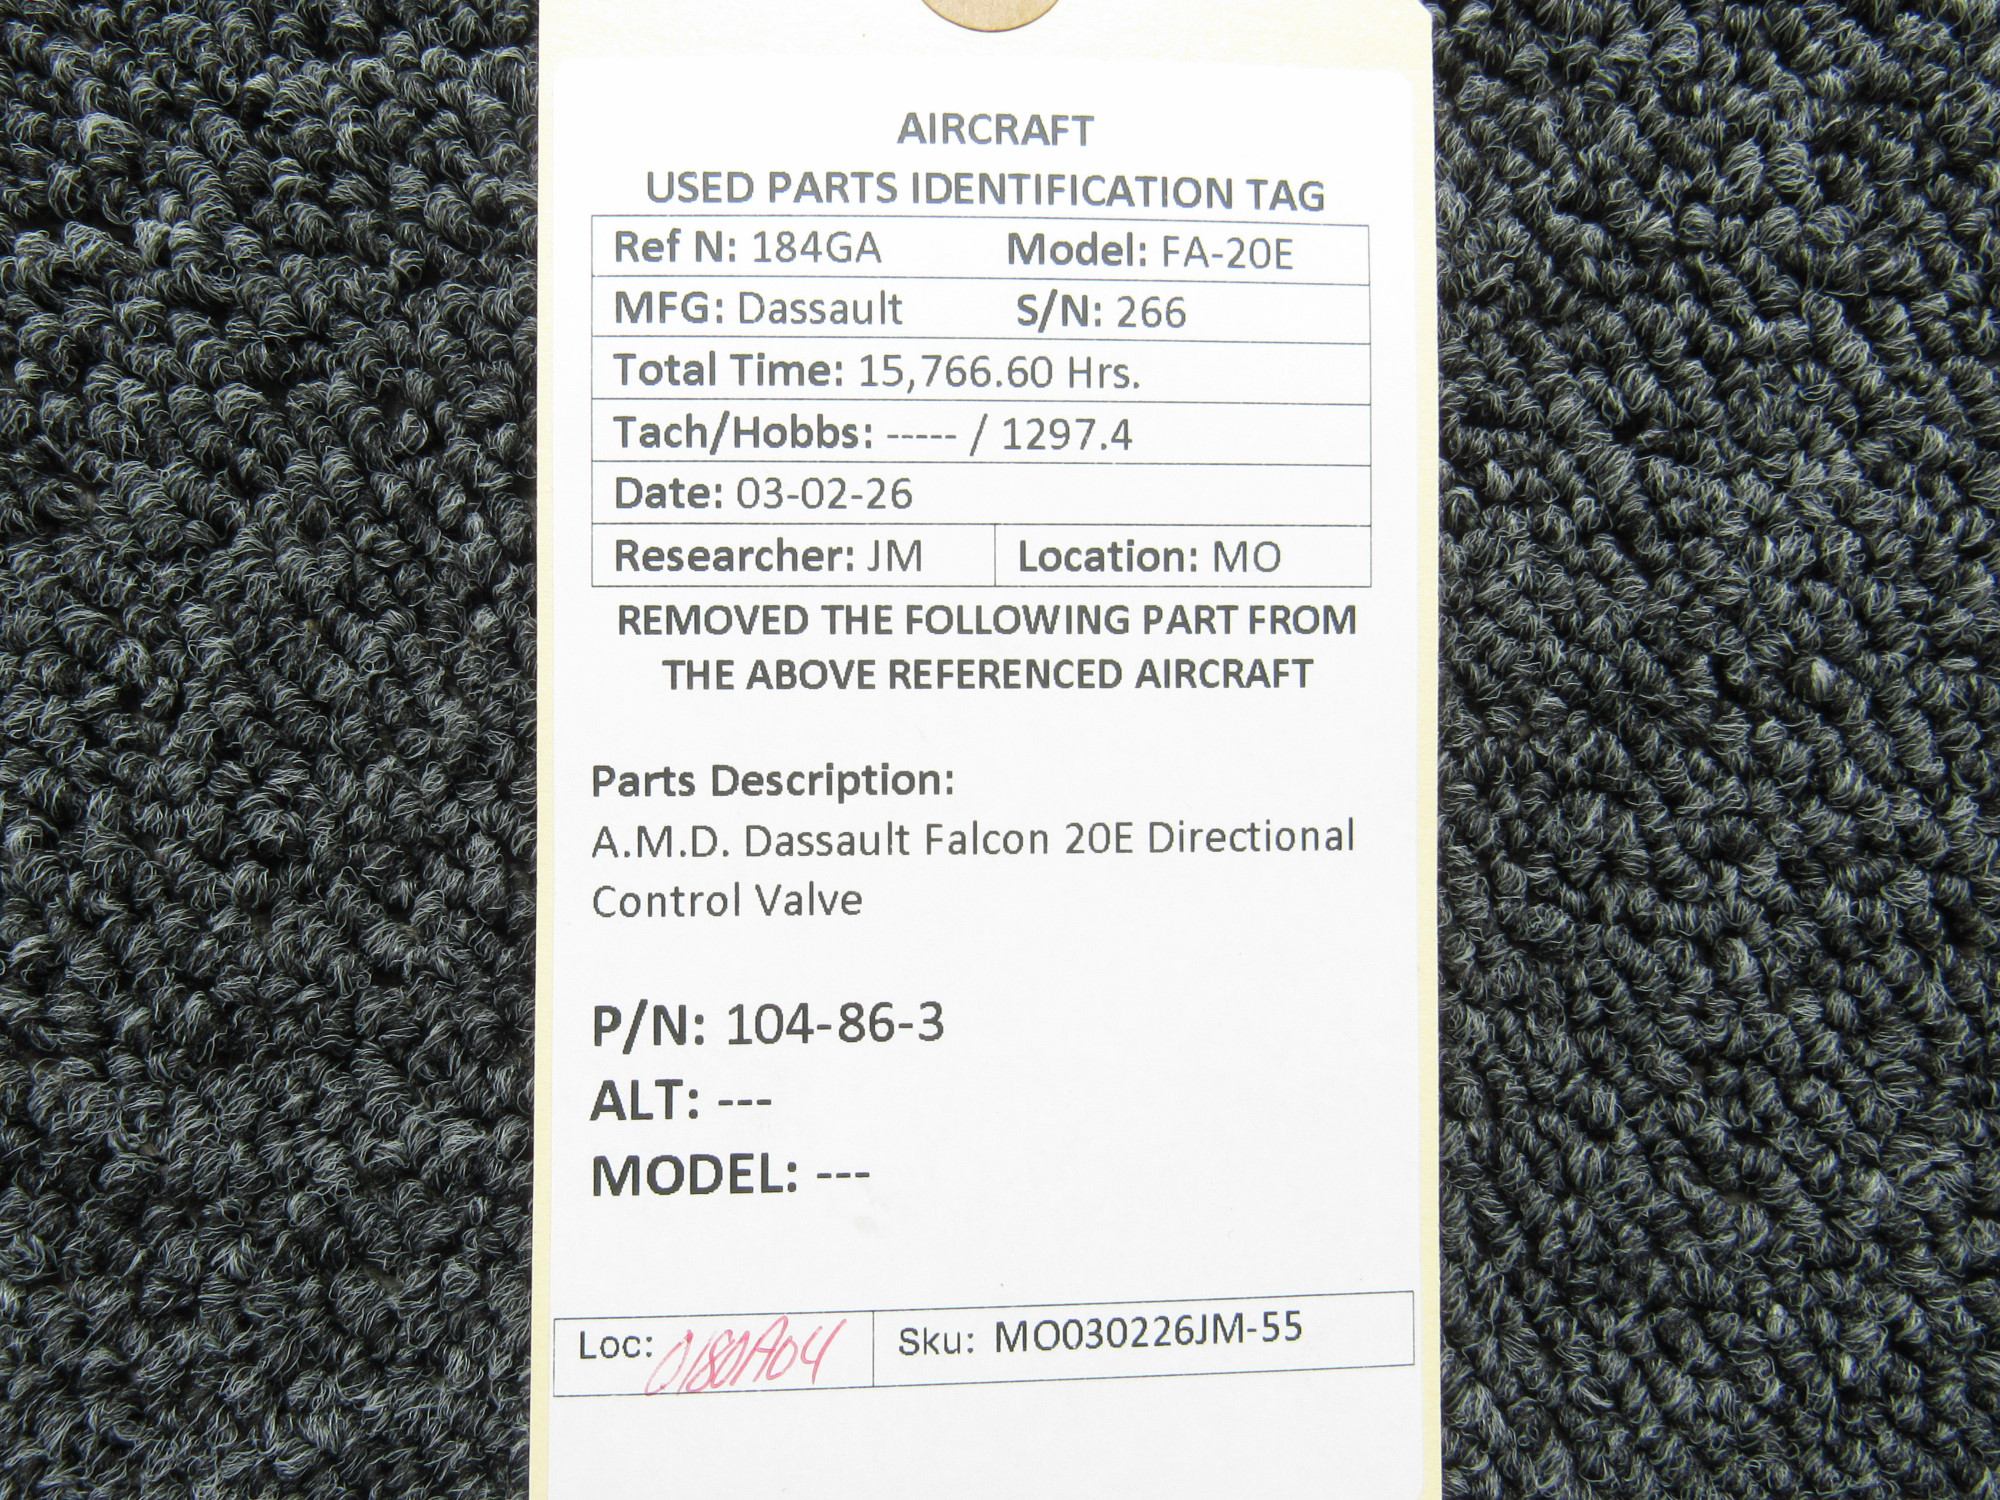 AIRCRAFT
USED PARTS IDENTIFICATION TAG
Ref N: 184GA Model: FA-20E
MFG: Dassault S/N: 266
Total Time: 15,766.60 Hrs.
Tach/Hobbs: ----- / 1297.4
Date: 03-02-26
Researcher: JM Location: MO
REMOVED THE FOLLOWING PART FROM
THE ABOVE REFERENCED AIRCRAFT
Parts Description:
A.M.D. Dassault Falcon 20E Directional
Control Valve
P/N: 104-86-3
ALT: ---
MODEL: ---
Loc: 0180A04 Sku: MO030226JM-55